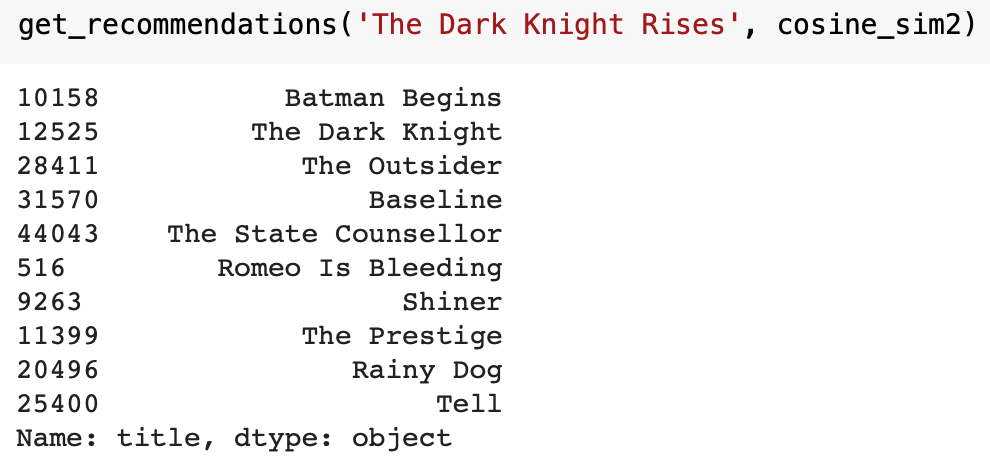 get_recommendations('The Dark Knight Rises', cosine_sim2)
10158 Batman Begins
12525 The Dark Knight
28411 The Outsider
31570 Baseline
44043 The State Counsellor
516 Romeo Is Bleeding
9263 Shiner
11399 The Prestige
20496 Rainy Dog
25400 Tell
Name: title, dtype: object